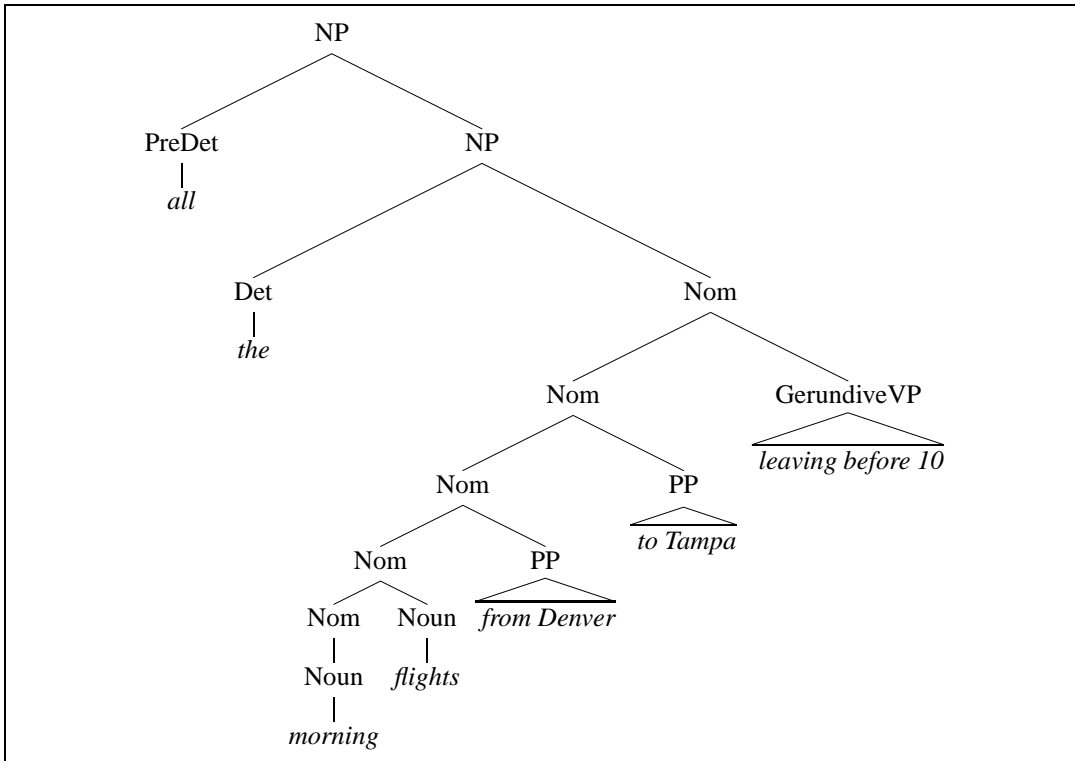 NP
PreDet NP
all
Det Nom
the
Nom GerundiveVP
leaving before 10
Nom PP
to Tampa
Nom PP
Nom Noun from Denver
Noun flights
morning